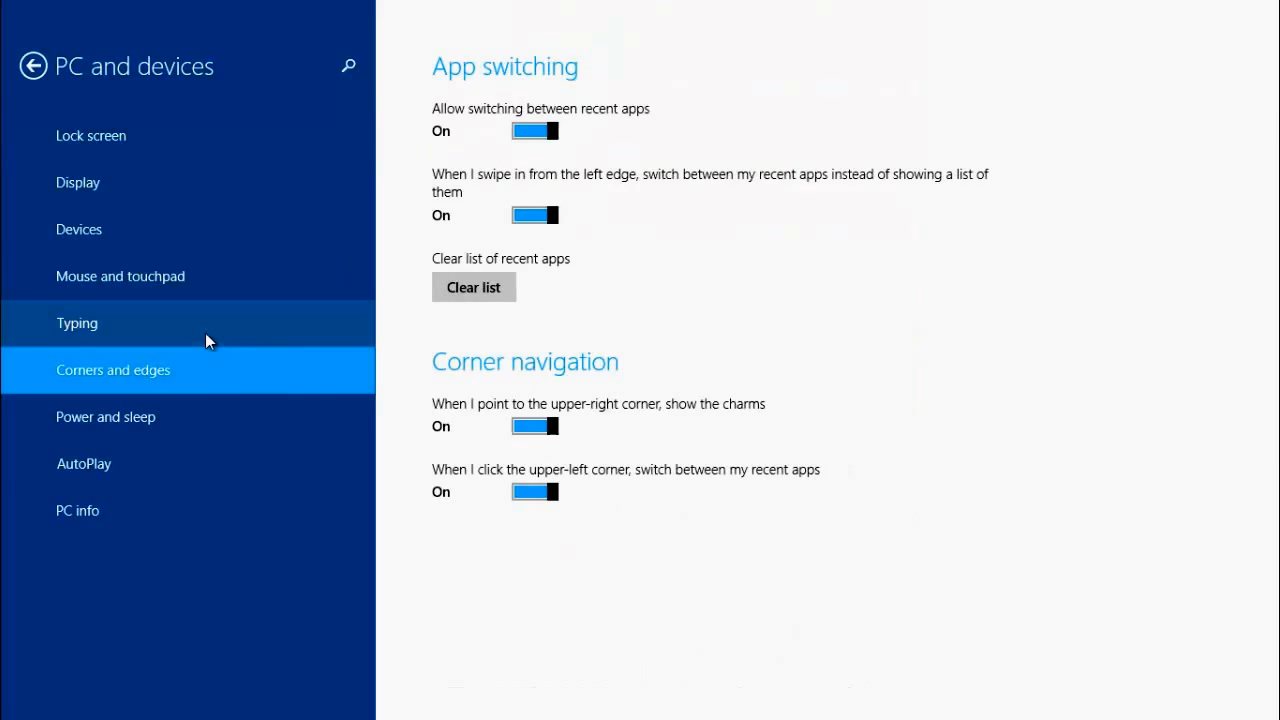 PC and devices
Lock screen
Display
Devices
Mouse and touchpad
Typing
Corners and edges
Power and sleep
AutoPlay
PC info
App switching
Allow switching between recent apps
On
When I swipe in from the left edge, switch between my recent apps instead of showing a list of
them
On
Clear list of recent apps
Clear list
Corner navigation
When I point to the upper-right corner, show the charms
On
When I click the upper-left corner, switch between my recent apps
On